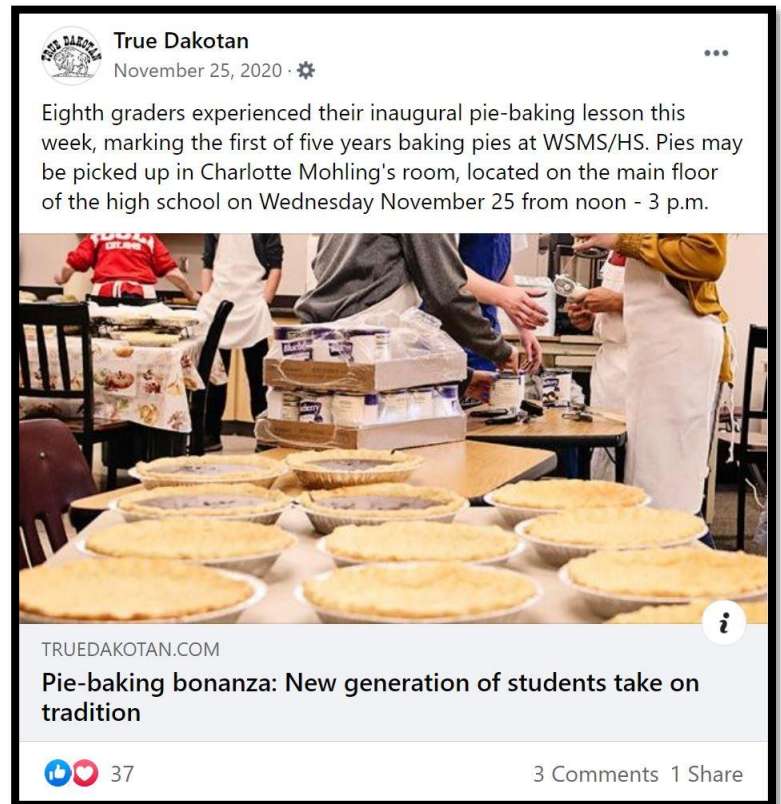 TRUE DAKOTAN
True Dakotan
November 25, 2020 ·
Eighth graders experienced their inaugural pie-baking lesson this
week, marking the first of five years baking pies at WSMS/HS. Pies may
be picked up in Charlotte Mohling's room, located on the main floor
of the high school on Wednesday November 25 from noon - 3 p.m.
i
TRUEDAKOTAN.COM
Pie-baking bonanza: New generation of students take on
tradition
37
3 Comments 1 Share